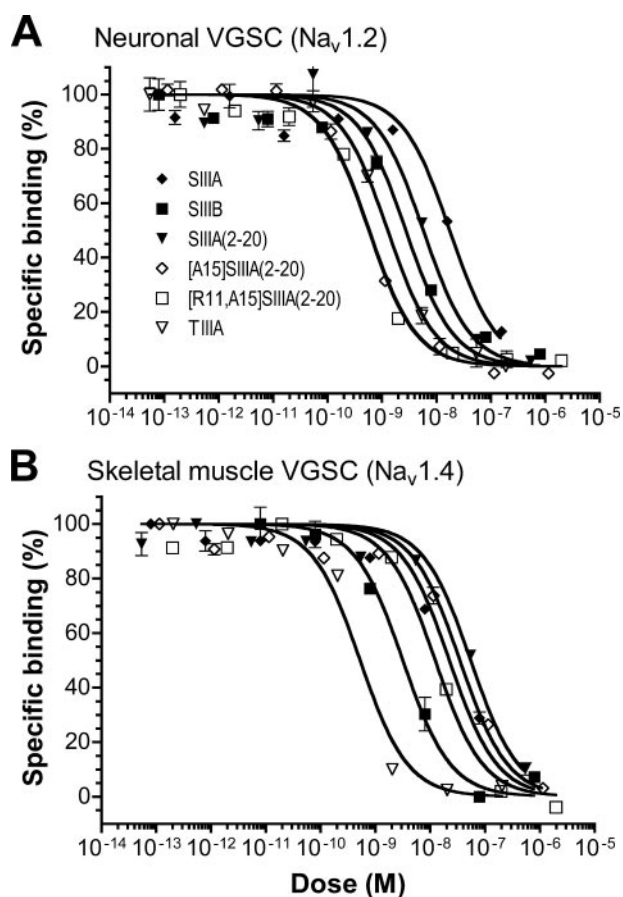 A Neuronal VGSC (Nav1.2)
Specific binding (%)
100
80
60
40
20
0
SIIIA
SIIIB
SIIIA(2-20)
[A15]SIIIA(2-20)
[R11,A15]SIIIA(2-20)
TIIIA
10-14 10-13 10-12 10-11 10-10 10-9 10-8 10-7 10-6 10-5
B Skeletal muscle VGSC (Nav1.4)
Specific binding (%)
100
80
60
40
20
0
10-14 10-13 10-12 10-11 10-10 10-9 10-8 10-7 10-6 10-5
Dose (M)